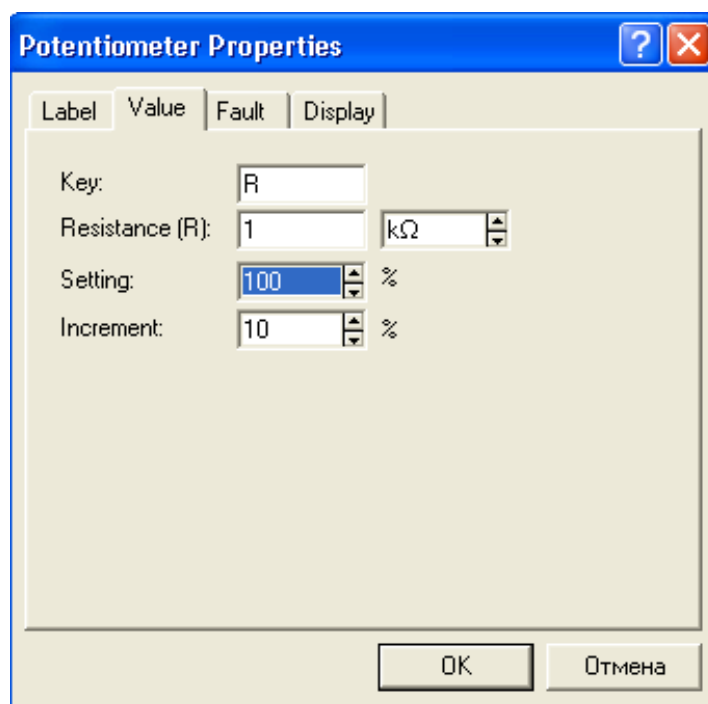 Potentiometer Properties
Label Value Fault Display
Key: R
Resistance (R): 1 kΩ
Setting: 100 %
Increment: 10 %
OK Отмена